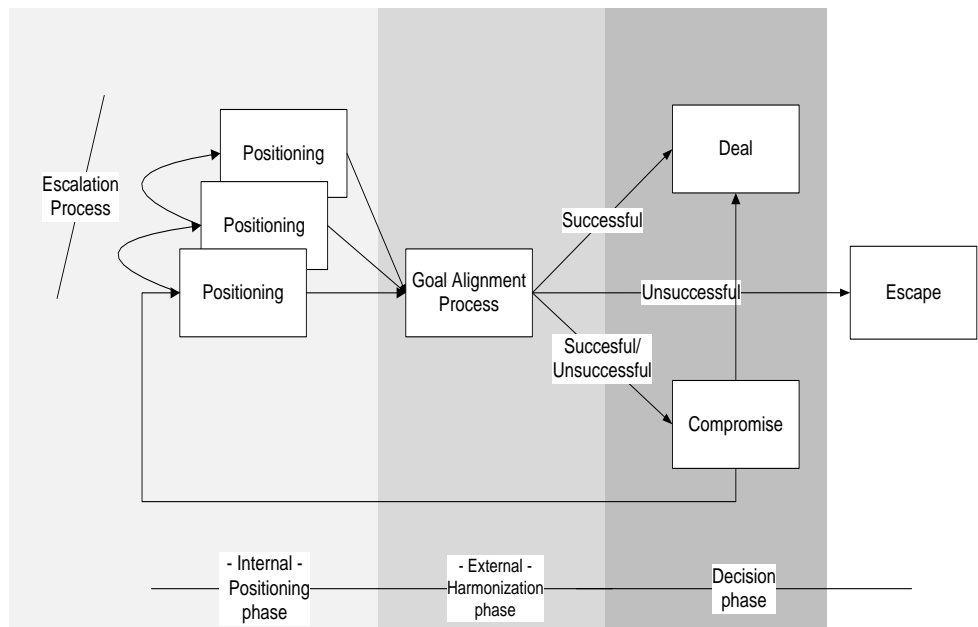 Positioning
Deal
Escalation
Process
Positioning
Successful
Positioning
Goal Alignment
Process
Unsuccessful
Escape
Succesful/
Unsuccessful
Compromise
- Internal -
Positioning
phase
- External -
Harmonization
phase
Decision
phase